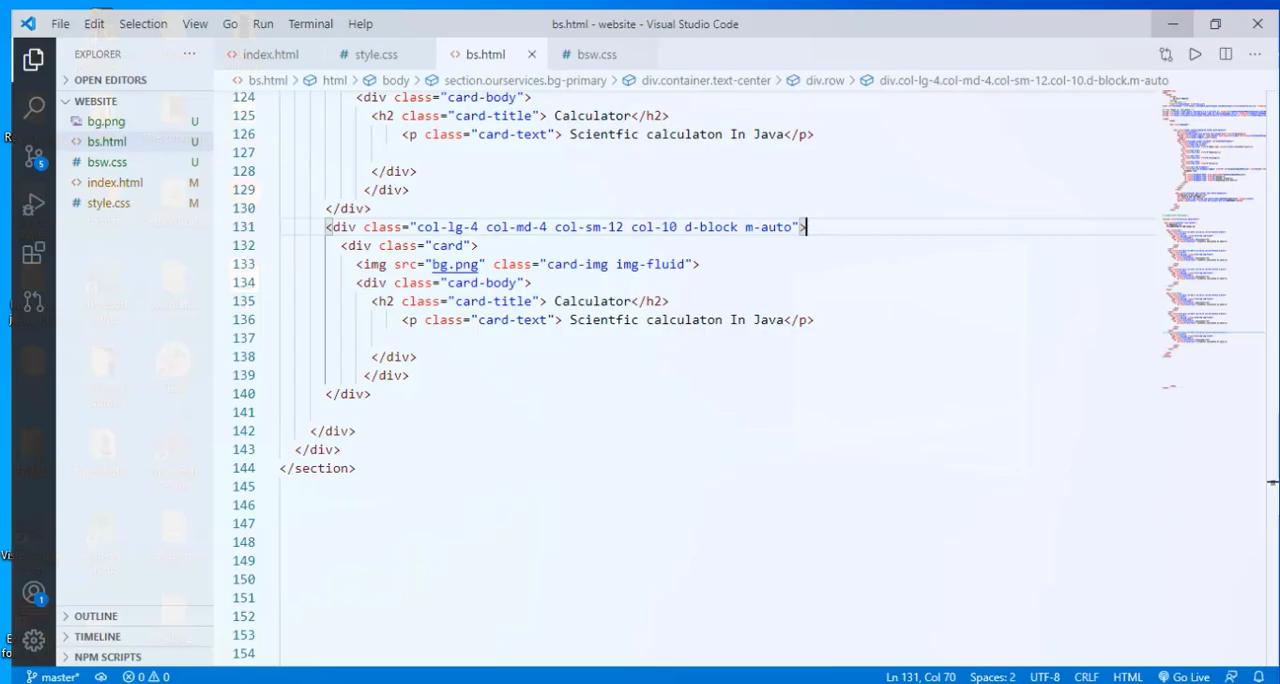 File Edit Selection View Go Run Terminal Help bs.html - website - Visual Studio Code
EXPLORER ... index.html # style.css bs.html # bsw.css
OPEN EDITORS
bs.html > html > body > section.ourservices.bg-primary > div.container.text-center > div.row > div.col-lg-4.col-md-4.col-sm-12.col-10.d-block.m-auto
WEBSITE
bg.png U
bs.html U
# bsw.css U
index.html M
# style.css M
124 <div class="card-body">
125 <h2 class="card-title"> Calculator</h2>
126 <p class="card-text"> Scientfic calculaton In Java</p>
127
128 </div>
129 </div>
130 </div>
131 <div class="col-lg-4 col-md-4 col-sm-12 col-10 d-block m-auto">
132 <div class="card">
133 <img src="bg.png" class="card-img img-fluid">
134 <div class="card-body">
135 <h2 class="card-title"> Calculator</h2>
136 <p class="card-text"> Scientfic calculaton In Java</p>
137
138 </div>
139 </div>
140 </div>
141
142 </div>
143 </div>
144 </section>
145
146
147
148
149
150
151
152
153
154
5
1
OUTLINE
TIMELINE
NPM SCRIPTS
master* 0 0 Ln 131, Col 70 Spaces: 2 UTF-8 CRLF HTML Go Live